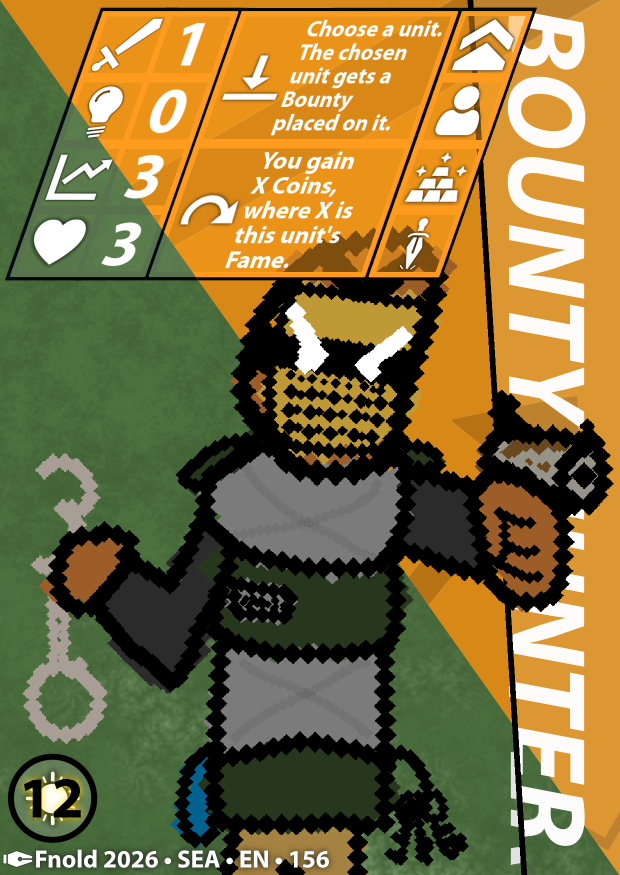 1
0
3
3
Choose a unit.
The chosen
unit gets a
Bounty
placed on it.
You gain
X Coins,
where X is
this unit's
Fame.
BOUNTY HUNTER
12
Fnold 2026 • SEA • EN • 156